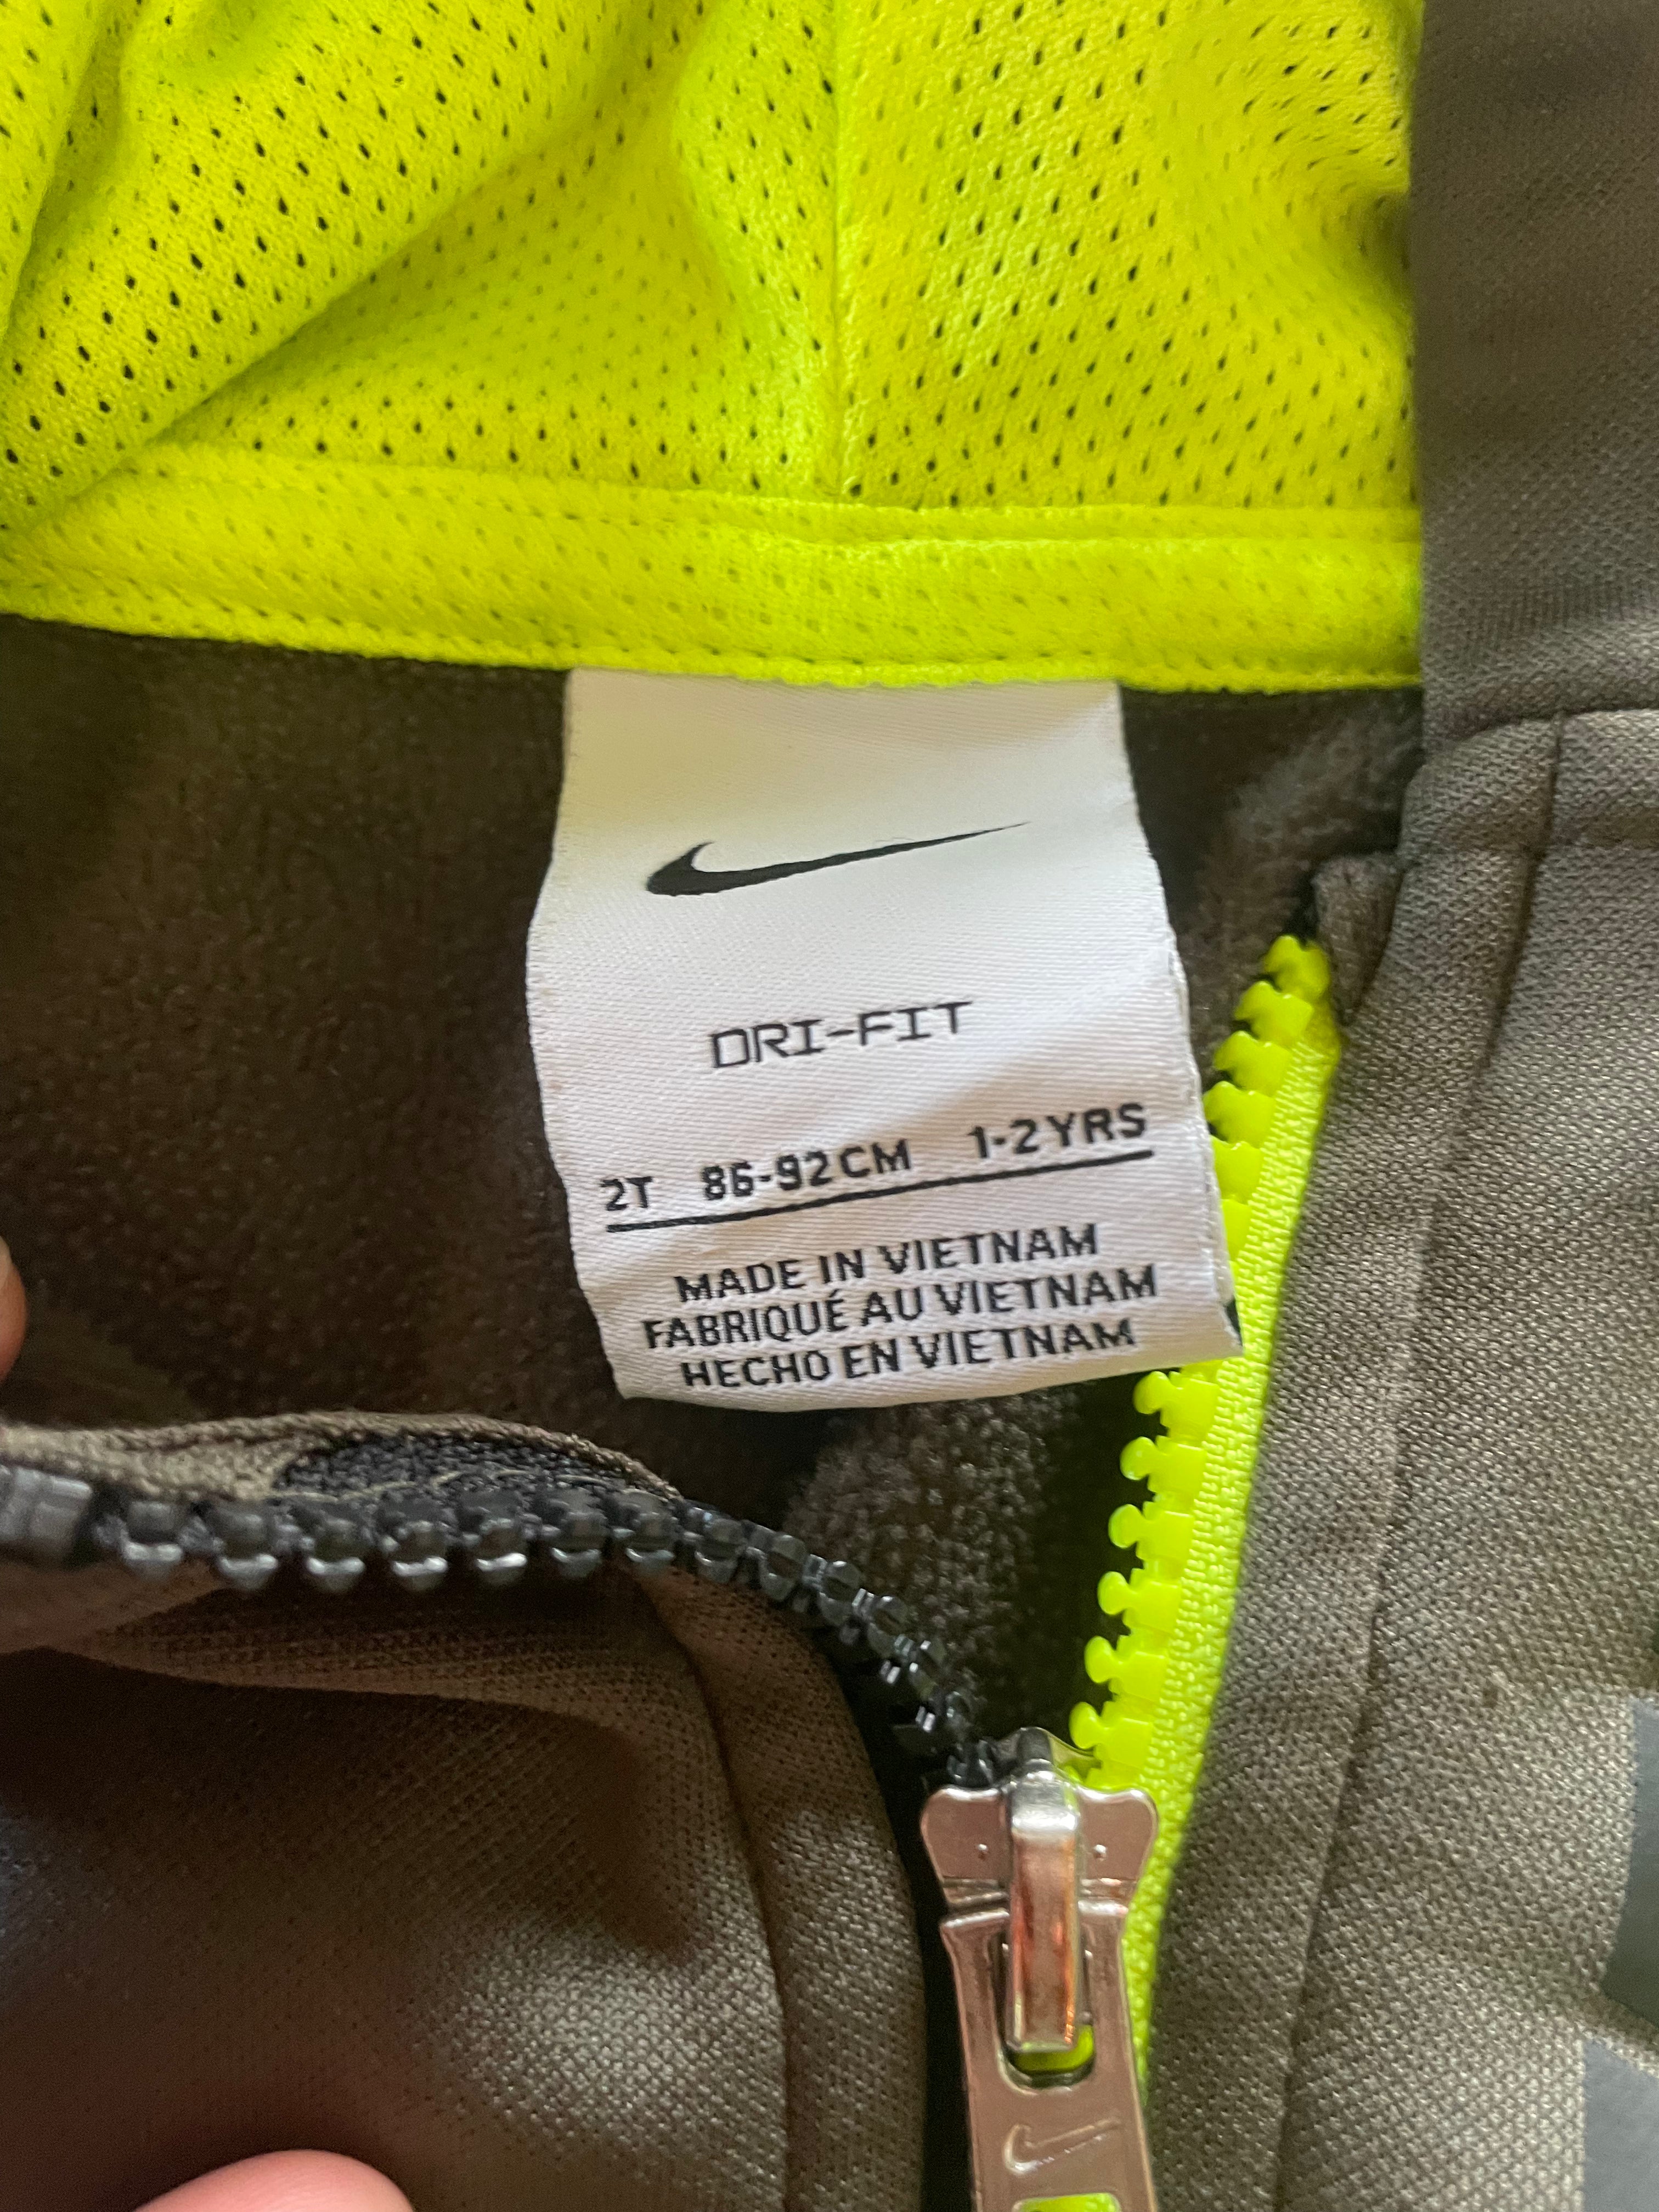 DRI-FIT
2T 86-92CM 1-2YRS
MADE IN VIETNAM
FABRIQUÉ AU VIETNAM
HECHO EN VIETNAM